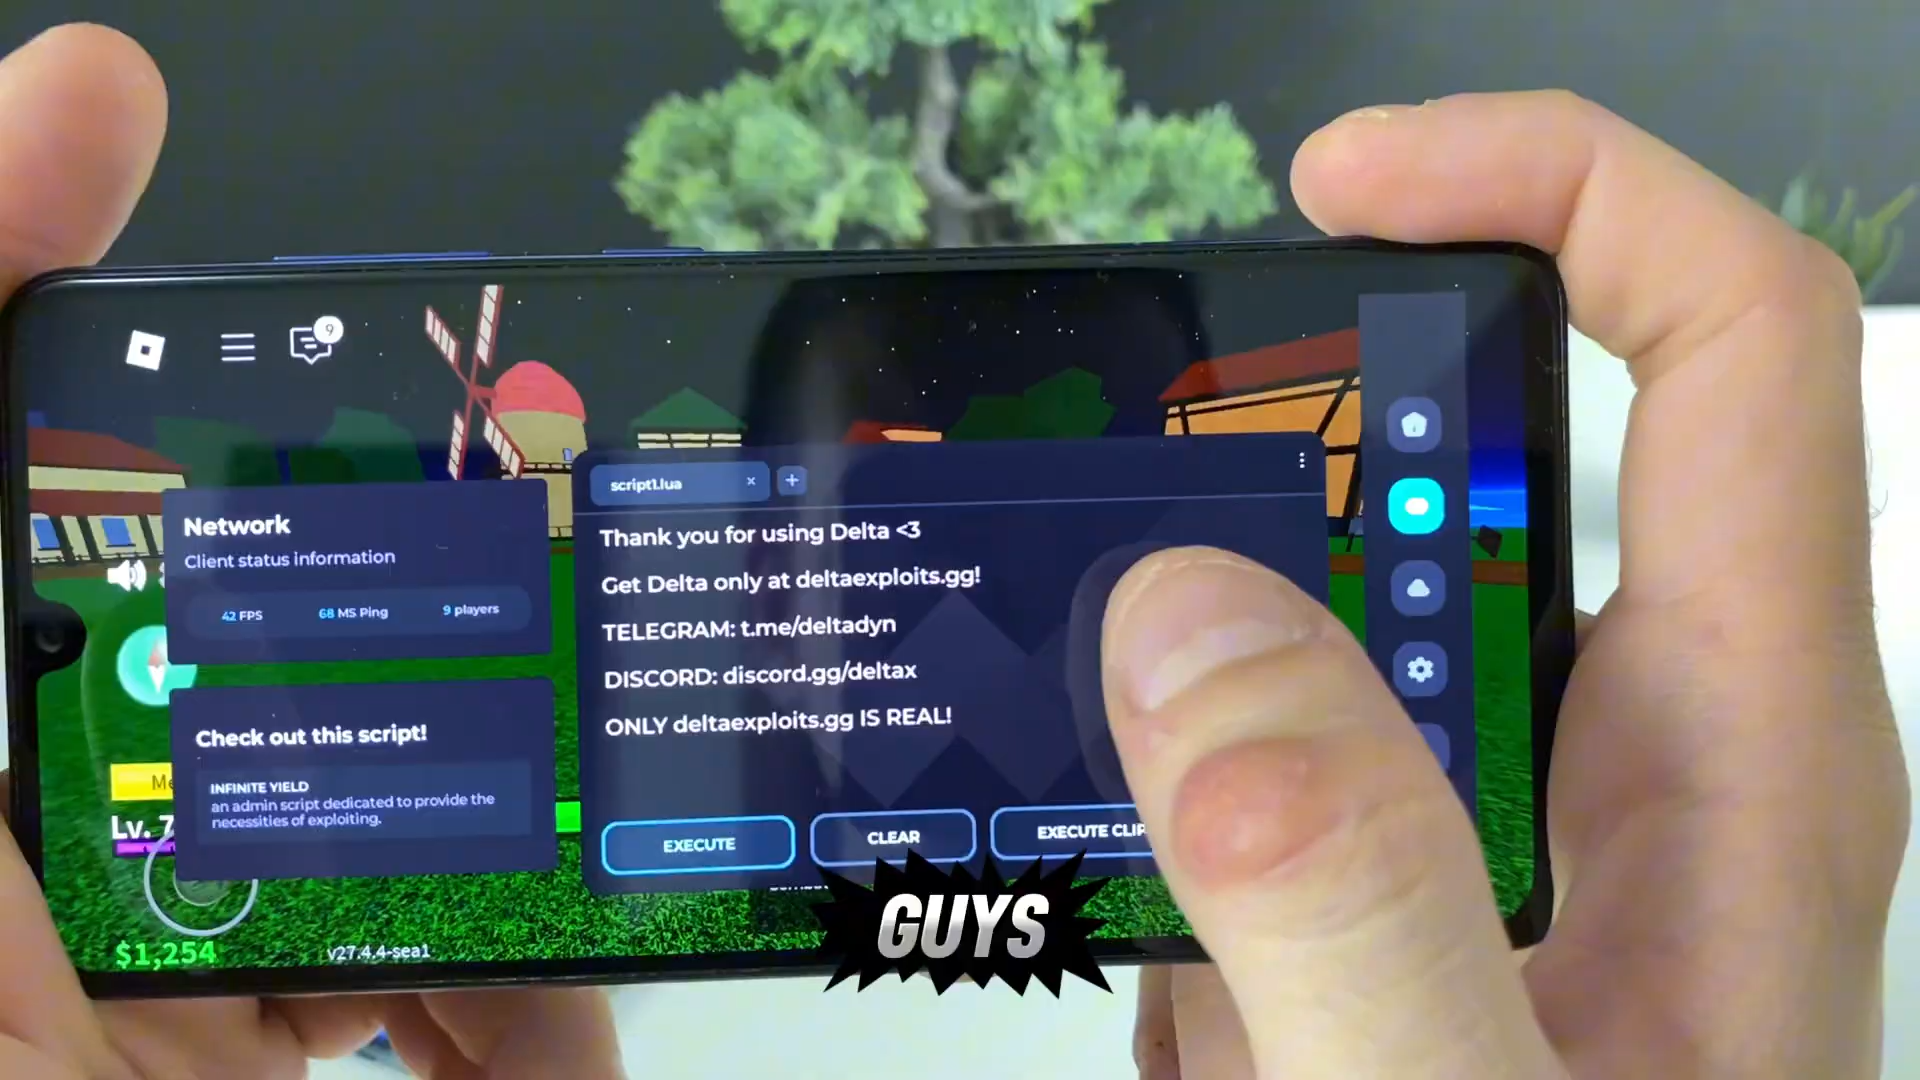 9
script1.lua
Network
Client status information
42 FPS
68 MS Ping
9 players
Thank you for using Delta <3
Get Delta only at deltaexploits.gg!
TELEGRAM: t.me/deltadyn
DISCORD: discord.gg/deltax
ONLY deltaexploits.gg IS REAL!
Check out this script!
INFINITE YIELD
an admin script dedicated to provide the
necessities of exploiting.
Me
Lv. 7
EXECUTE
CLEAR
EXECUTE CLIP
GUYS
$1,254
v27.4.4-sea1